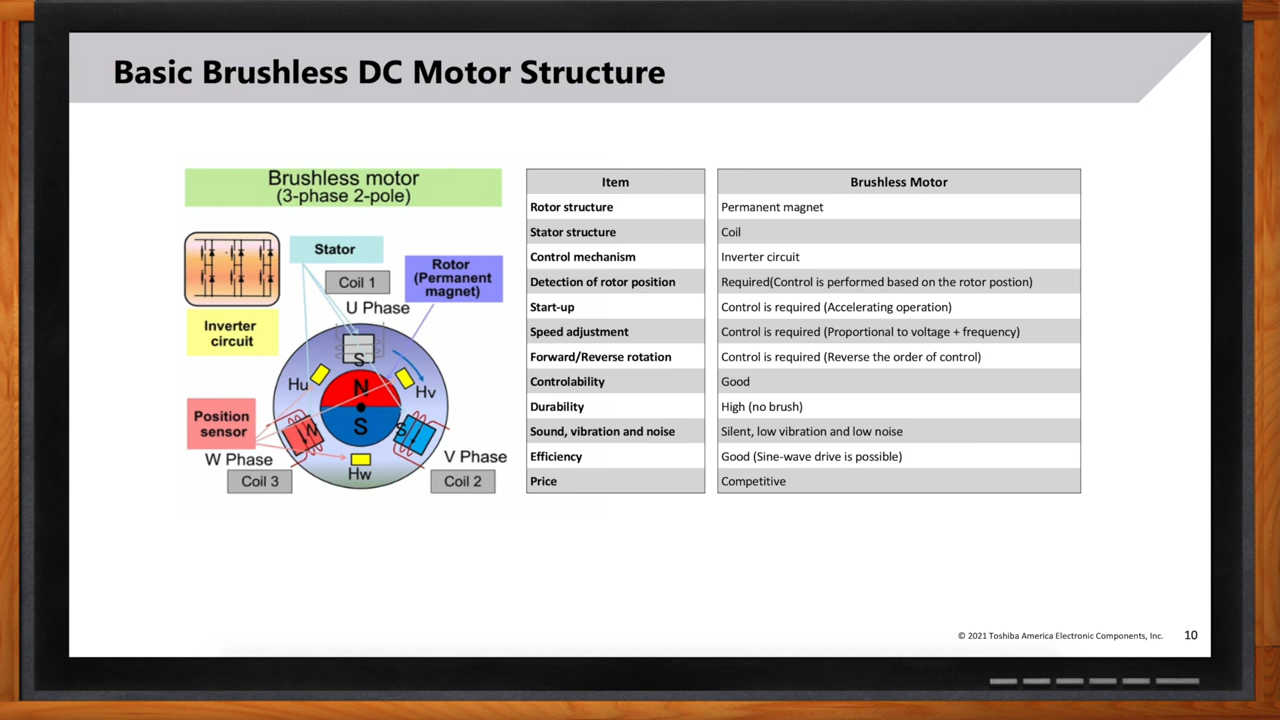 Basic Brushless DC Motor Structure
Brushless motor
(3-phase 2-pole)
Stator
Coil 1
Rotor
(Permanent
magnet)
U Phase
Inverter
circuit
S
Hu
N
Hv
Position
sensor
W
S
S
W Phase
V Phase
Hw
Coil 3
Coil 2
Item
Brushless Motor
Rotor structure
Permanent magnet
Stator structure
Coil
Control mechanism
Inverter circuit
Detection of rotor position
Required(Control is performed based on the rotor postion)
Start-up
Control is required (Accelerating operation)
Speed adjustment
Control is required (Proportional to voltage + frequency)
Forward/Reverse rotation
Control is required (Reverse the order of control)
Controlability
Good
Durability
High (no brush)
Sound, vibration and noise
Silent, low vibration and low noise
Efficiency
Good (Sine-wave drive is possible)
Price
Competitive
© 2021 Toshiba America Electronic Components, Inc.
10